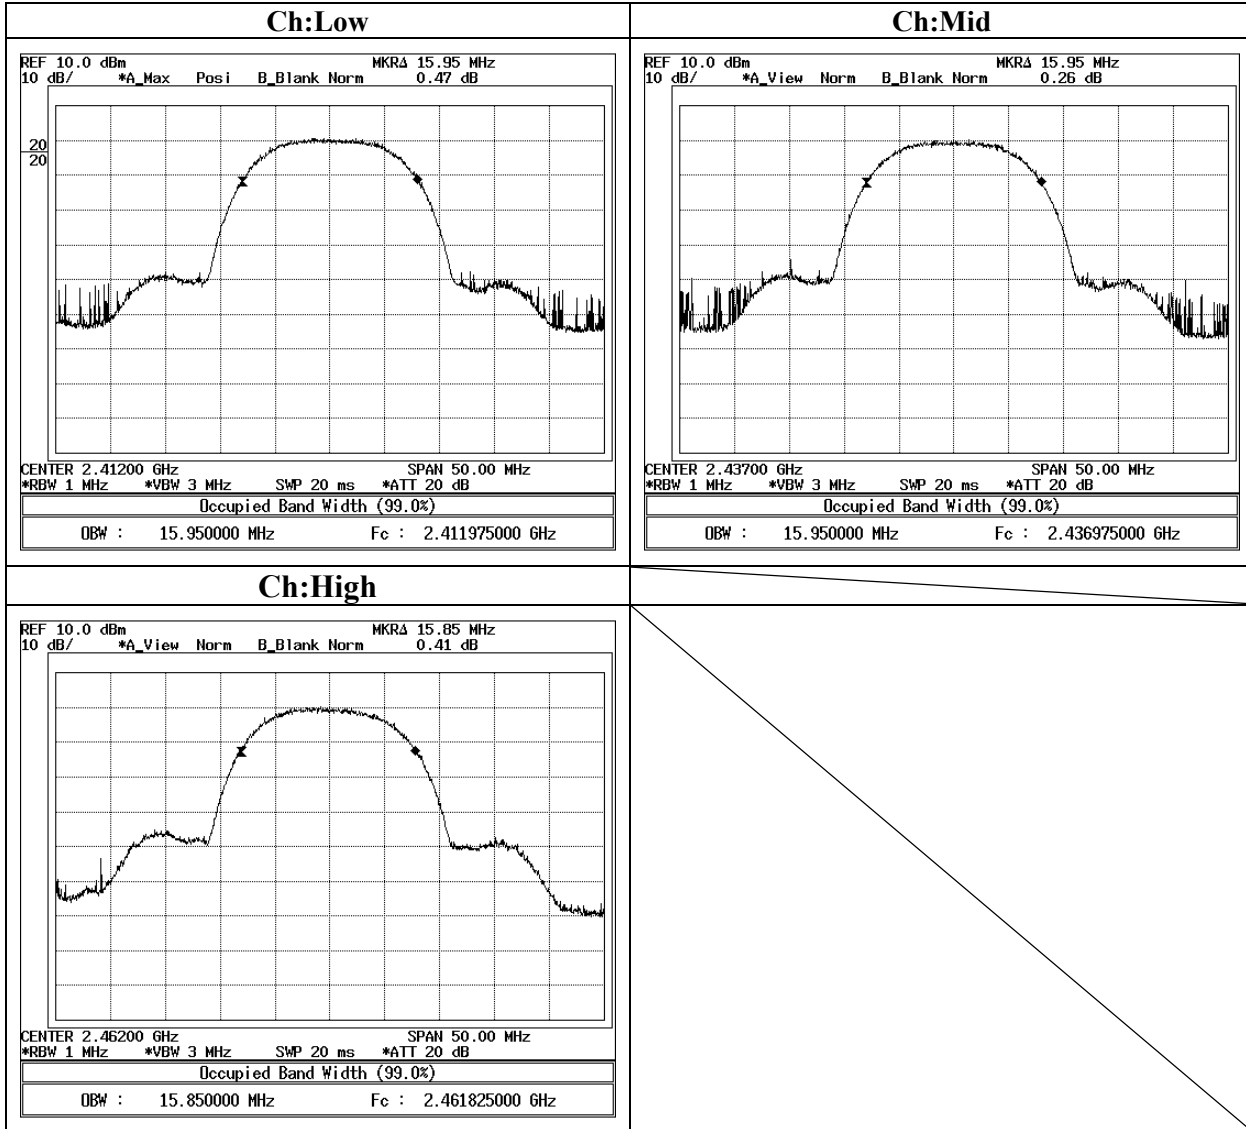 Ch:Low
REF 10.0 dBm MKRΔ 15.95 MHz
10 dB/ *A_Max Posi B_Blank Norm 0.47 dB
20
20
CENTER 2.41200 GHz SPAN 50.00 MHz
*RBW 1 MHz *VBW 3 MHz SWP 20 ms *ATT 20 dB
Occupied Band Width (99.0%)
OBW : 15.950000 MHz Fc : 2.411975000 GHz
Ch:Mid
REF 10.0 dBm MKRΔ 15.95 MHz
10 dB/ *A_View Norm B_Blank Norm 0.26 dB
CENTER 2.43700 GHz SPAN 50.00 MHz
*RBW 1 MHz *VBW 3 MHz SWP 20 ms *ATT 20 dB
Occupied Band Width (99.0%)
OBW : 15.950000 MHz Fc : 2.436975000 GHz
Ch:High
REF 10.0 dBm MKRΔ 15.85 MHz
10 dB/ *A_View Norm B_Blank Norm 0.41 dB
CENTER 2.46200 GHz SPAN 50.00 MHz
*RBW 1 MHz *VBW 3 MHz SWP 20 ms *ATT 20 dB
Occupied Band Width (99.0%)
OBW : 15.850000 MHz Fc : 2.461825000 GHz